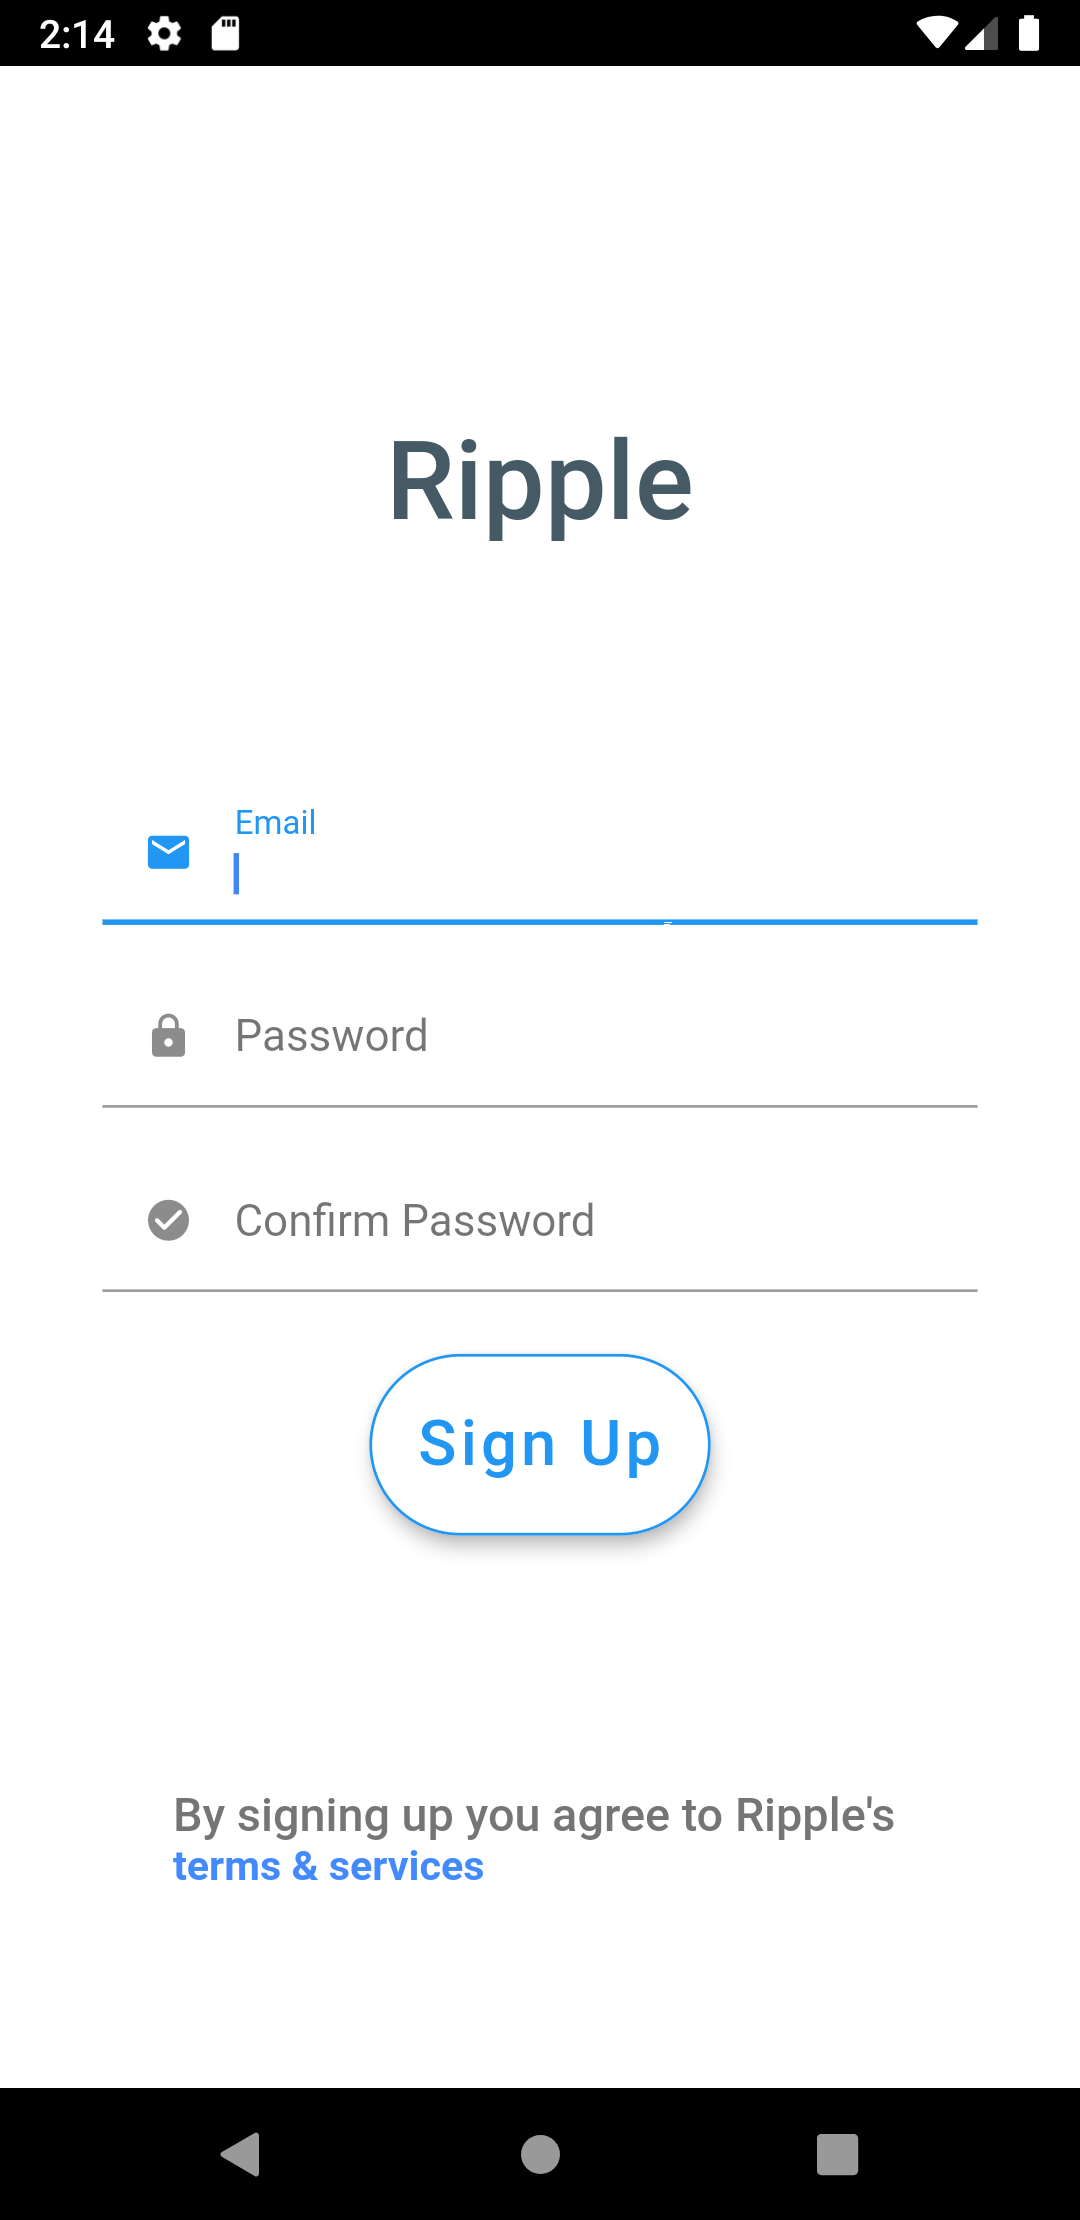 2:14
Ripple
Email
Password
Confirm Password
Sign Up
By signing up you agree to Ripple's
terms & services